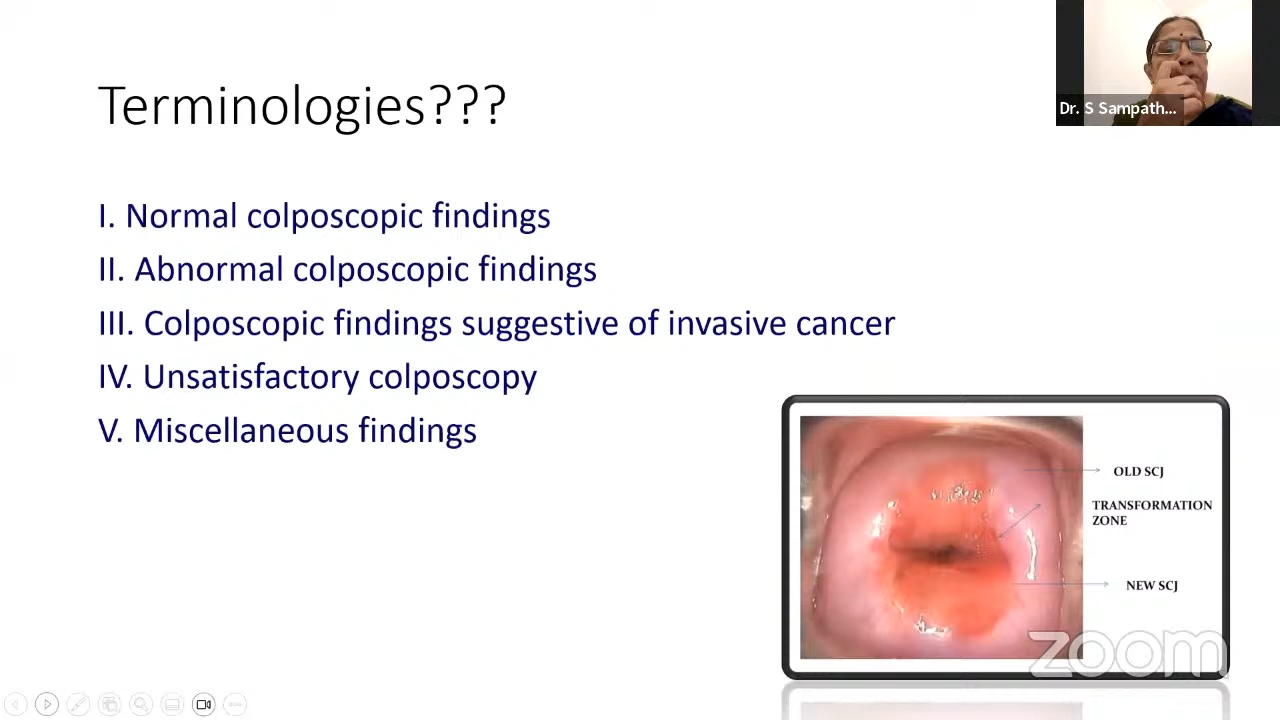 Terminologies???
Dr. S Sampath...
I. Normal colposcopic findings
II. Abnormal colposcopic findings
III. Colposcopic findings suggestive of invasive cancer
IV. Unsatisfactory colposcopy
V. Miscellaneous findings
OLD SCJ
TRANSFORMATION
ZONE
NEW SCJ
zoom